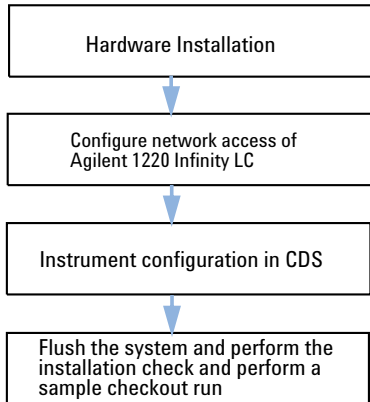 Hardware Installation
Configure network access of
Agilent 1220 Infinity LC
Instrument configuration in CDS
Flush the system and perform the
installation check and perform a
sample checkout run